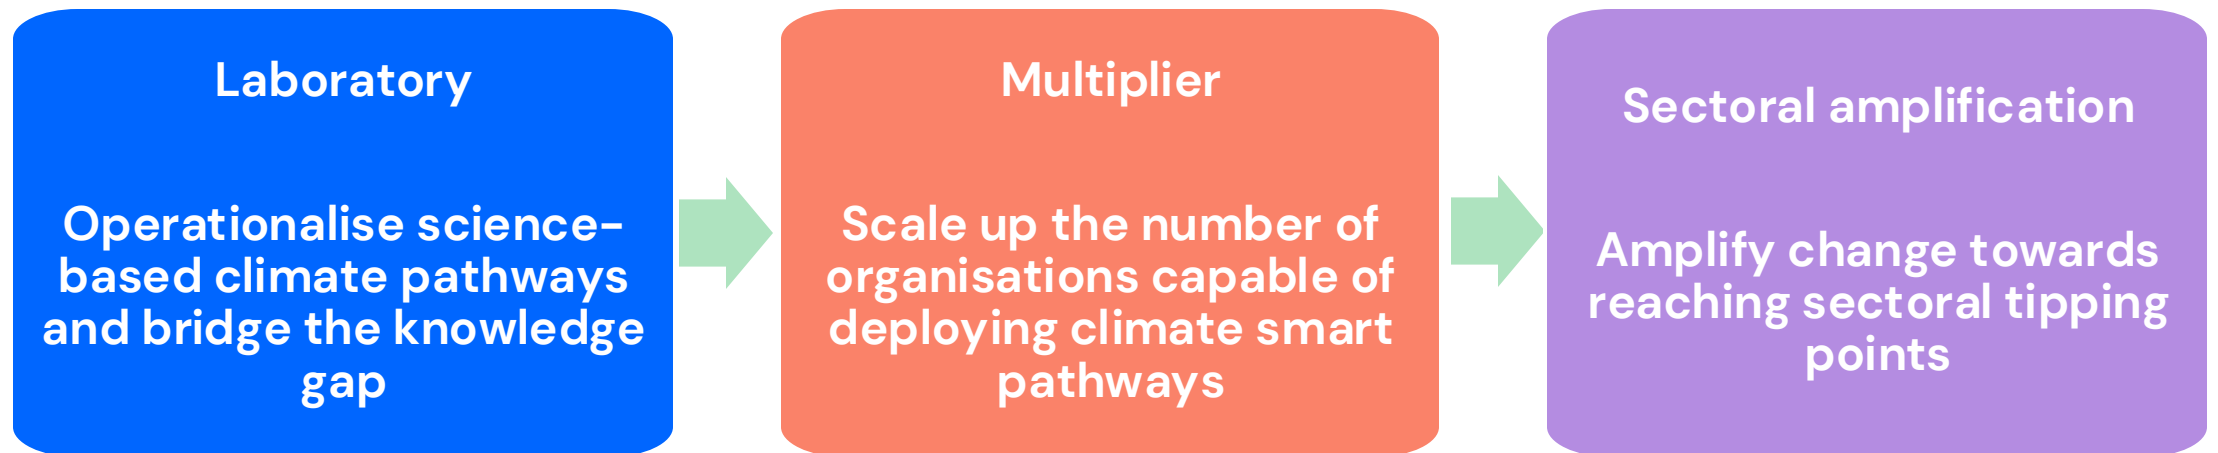 Laboratory
Operationalise science-
based climate pathways
and bridge the knowledge
gap
Multiplier
Scale up the number of
organisations capable of
deploying climate smart
pathways
Sectoral amplification
Amplify change towards
reaching sectoral tipping
points